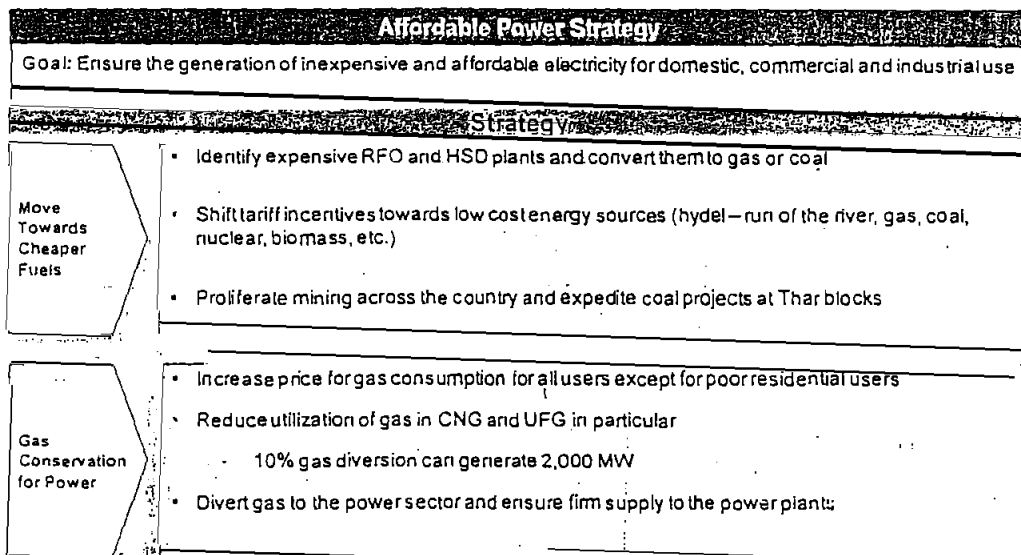 Affordable Power Strategy
Goal: Ensure the generation of inexpensive and affordable electricity for domestic, commercial and industrial use
Strategy
Move
Towards
Cheaper
Fuels
• Identify expensive RFO and HSD plants and convert them to gas or coal
• Shift tariff incentives towards low cost energy sources (hydel – run of the river, gas, coal,
nuclear, biomass, etc.)
• Proliferate mining across the country and expedite coal projects at Thar blocks
Gas
Conservation
for Power
• Increase price for gas consumption for all users except for poor residential users
• Reduce utilization of gas in CNG and UFG in particular
- 10% gas diversion can generate 2,000 MW
• Divert gas to the power sector and ensure firm supply to the power plants